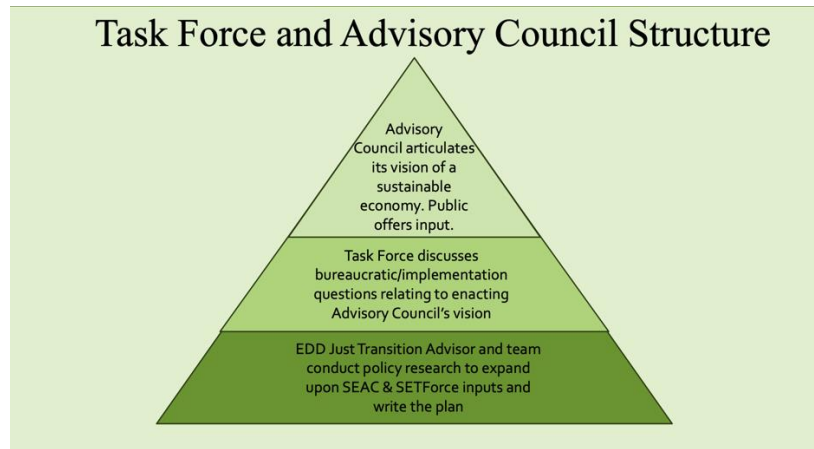 Task Force and Advisory Council Structure
Advisory
Council articulates
its vision of a
sustainable
economy. Public
offers input.
Task Force discusses
bureaucratic/implementation
questions relating to enacting
Advisory Council's vision
EDD Just Transition Advisor and team
conduct policy research to expand
upon SEAC & SETForce inputs and
write the plan